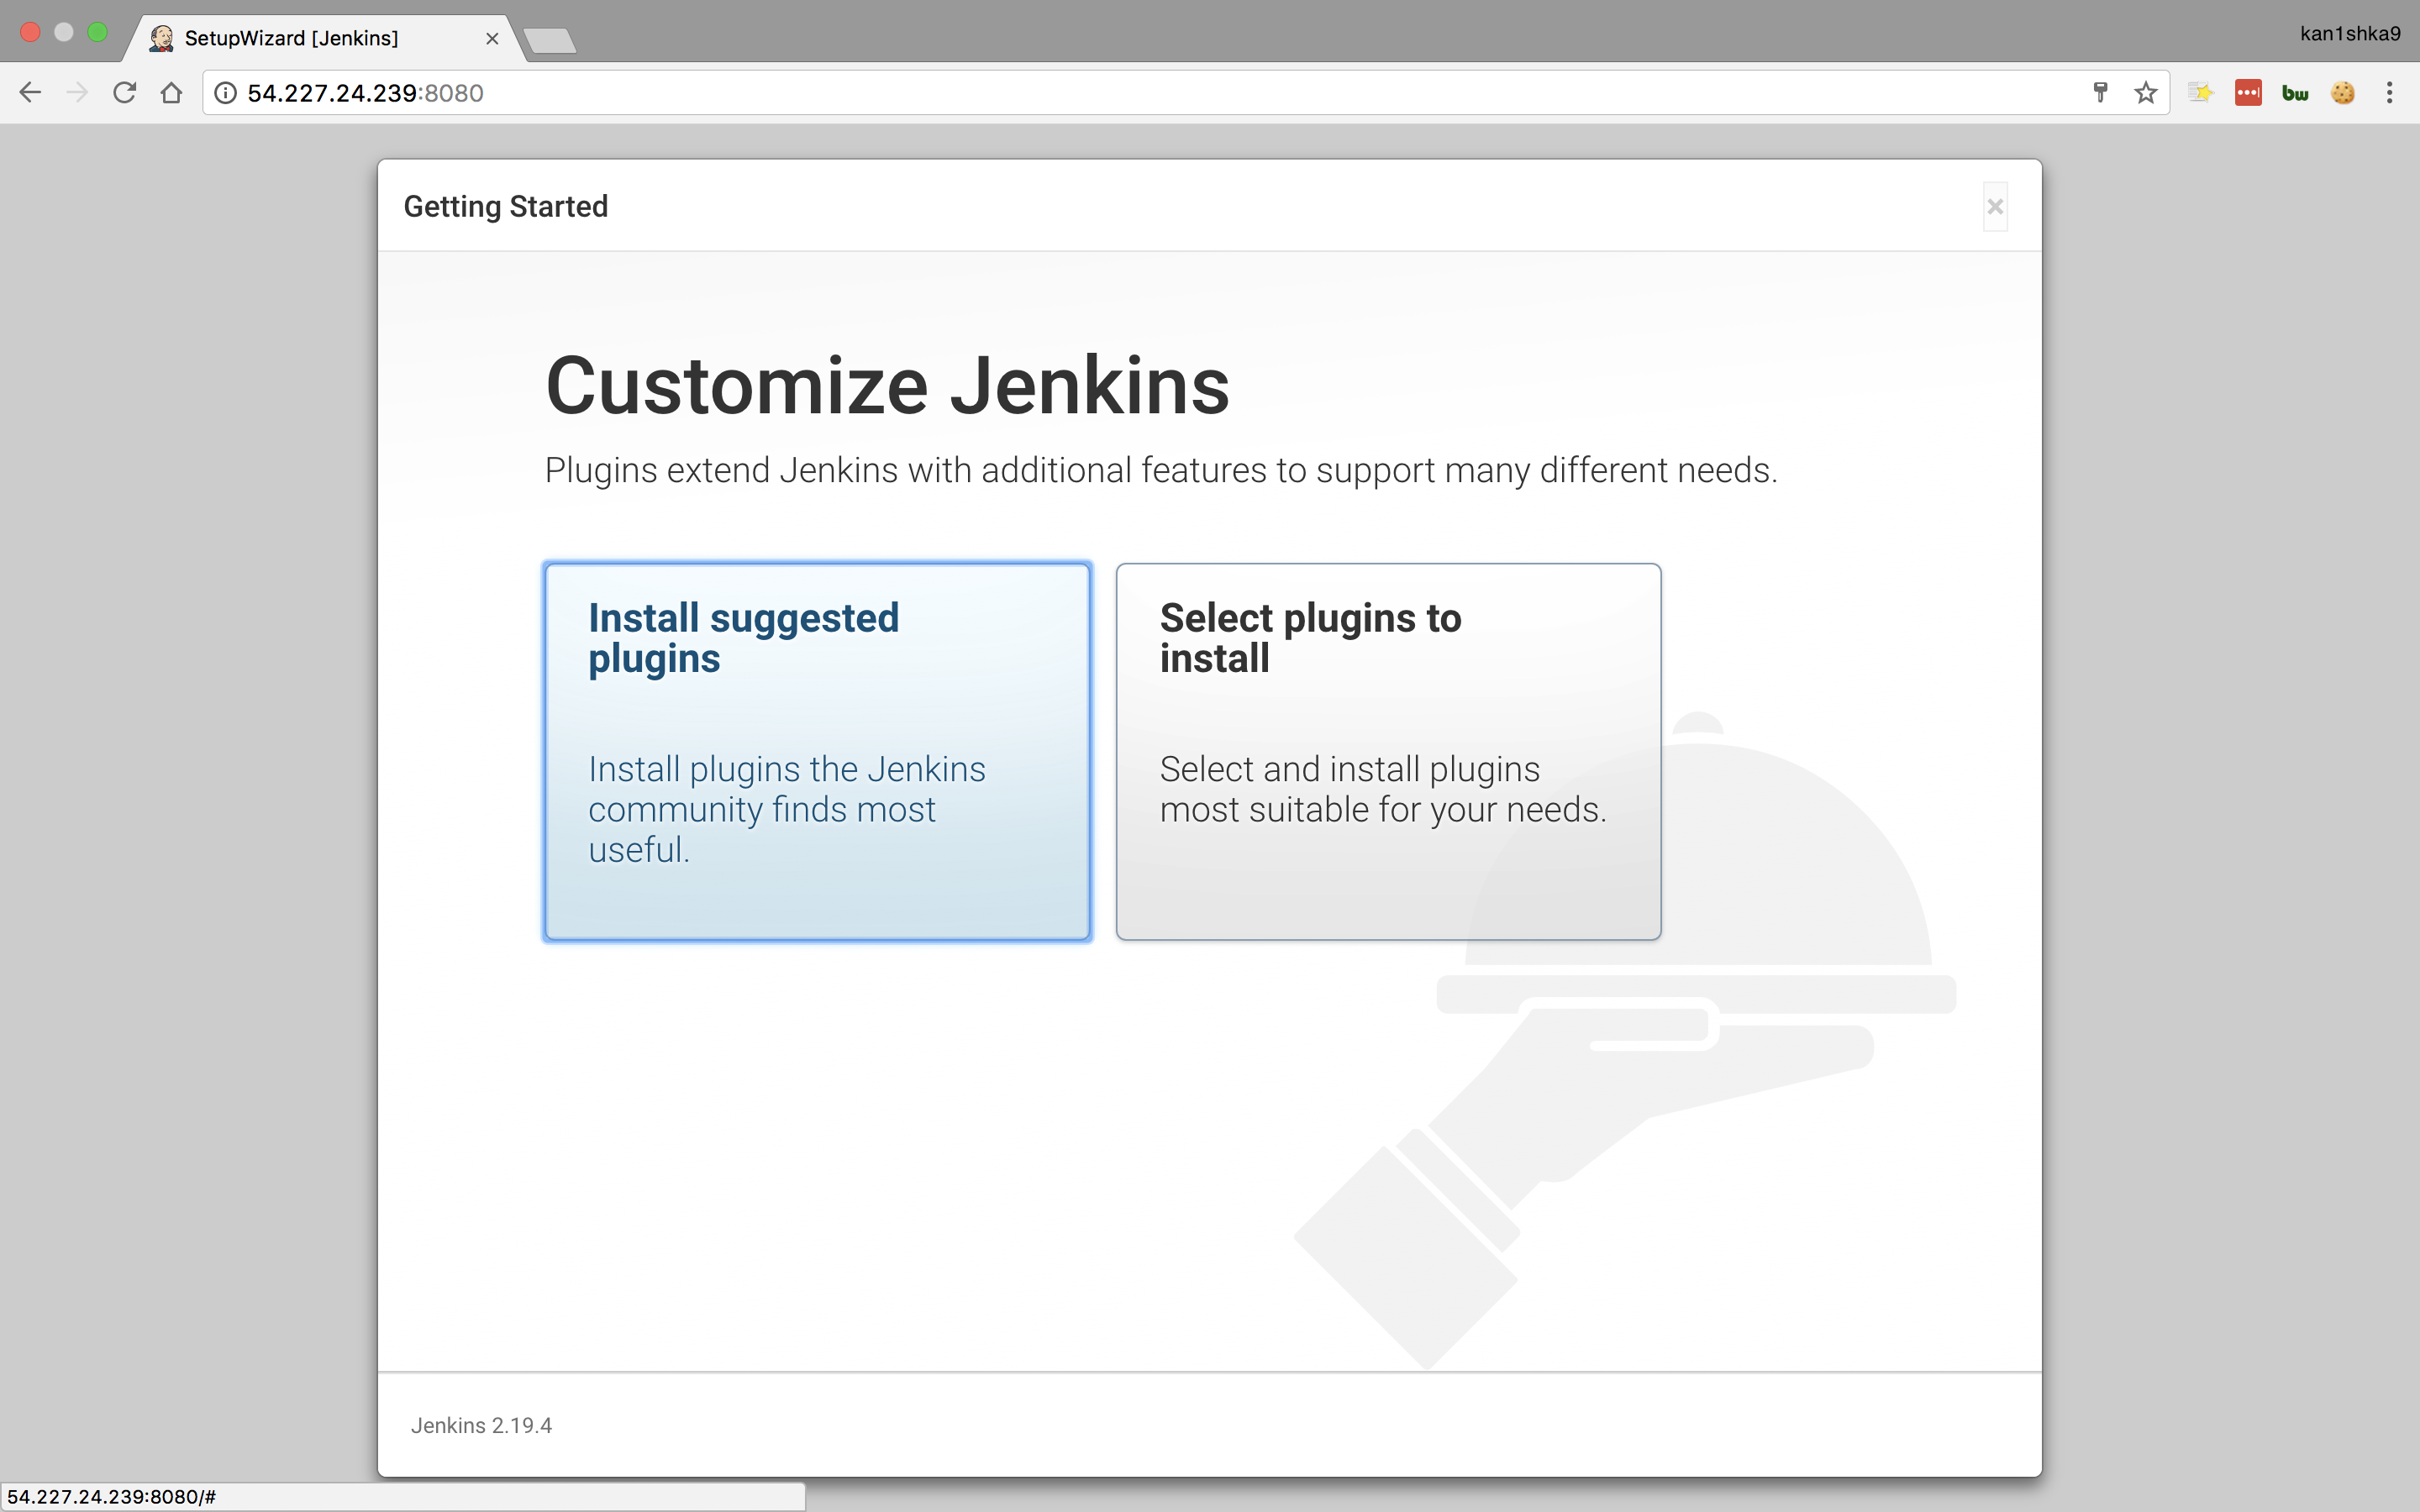 SetupWizard [Jenkins]
kan1shka9
54.227.24.239:8080
bw
Getting Started
Customize Jenkins
Plugins extend Jenkins with additional features to support many different needs.
Install suggested
plugins
Install plugins the Jenkins
community finds most
useful.
Select plugins to
install
Select and install plugins
most suitable for your needs.
Jenkins 2.19.4
54.227.24.239:8080/#